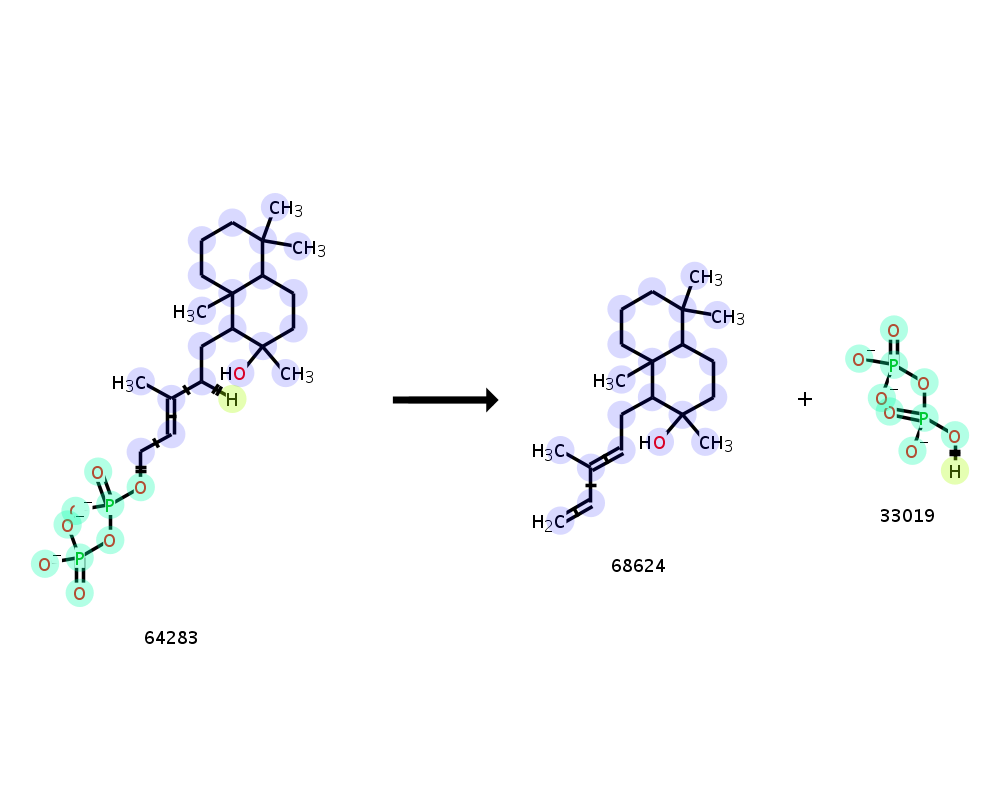 CH3
CH3
H3C
HO CH3
H3C H
O
O P O
O−
O− P O
O
64283
CH3
CH3
H3C
HO CH3
H3C
H2C
68624
+
O
O− P O
O−
O P O
O− H
33019